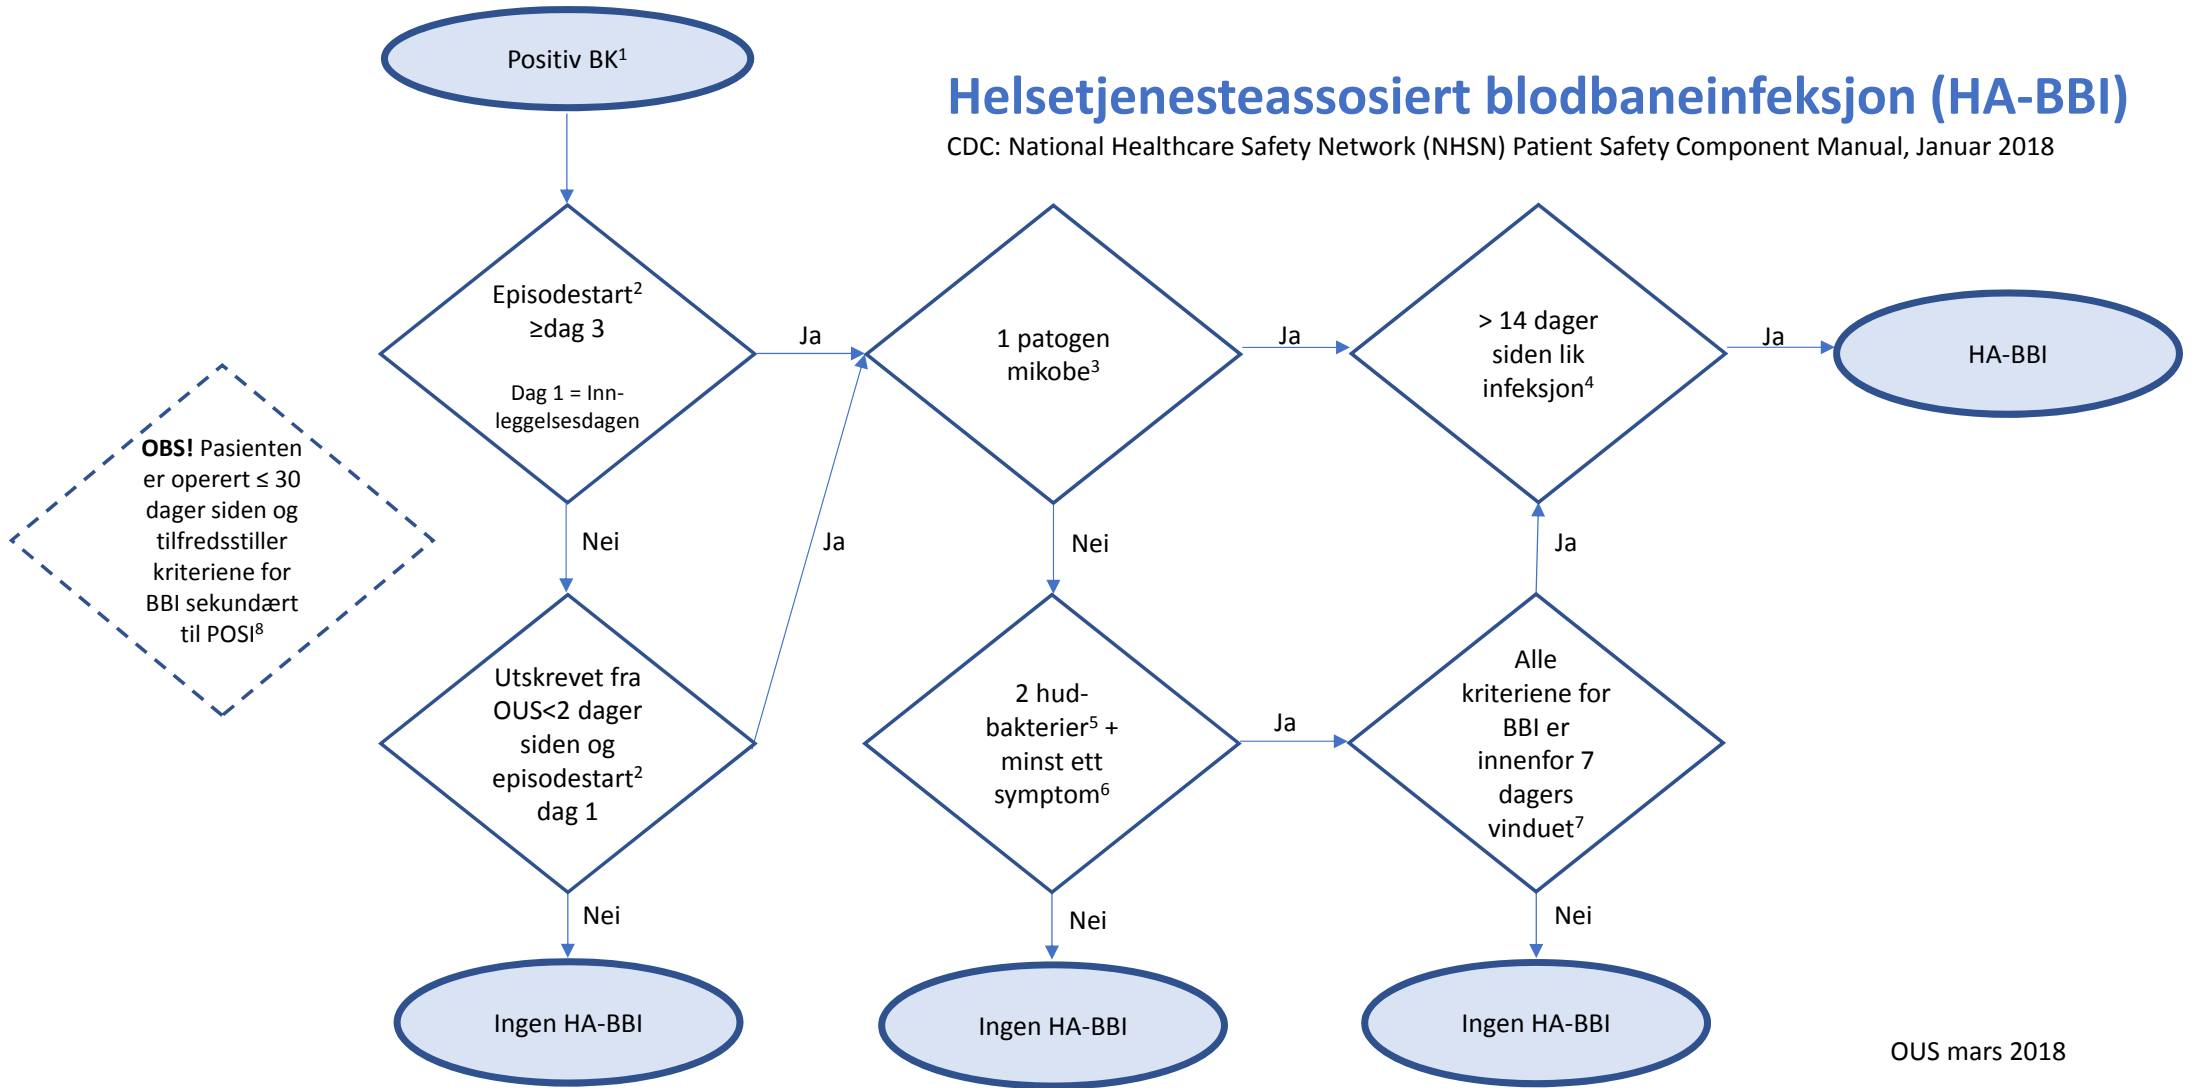 Positiv BK¹
Helsetjenesteassosiert blodbaneinfeksjon (HA-BBI)
CDC: National Healthcare Safety Network (NHSN) Patient Safety Component Manual, Januar 2018
Episodestart²
≥dag 3
Dag 1 = Inn-
leggelsesdagen
Ja
1 patogen
mikobe³
Ja
> 14 dager
siden lik
infeksjon⁴
Ja
HA-BBI
OBS! Pasienten
er operert ≤ 30
dager siden og
tilfredsstiller
kriteriene for
BBI sekundært
til POSI⁸
Nei
Ja
Nei
Ja
Utskrevet fra
OUS<2 dager
siden og
episodestart²
dag 1
2 hud-
bakterier⁵ +
minst ett
symptom⁶
Ja
Alle
kriteriene for
BBI er
innenfor 7
dagers
vinduet⁷
Nei
Nei
Nei
Ingen HA-BBI
Ingen HA-BBI
Ingen HA-BBI
OUS mars 2018